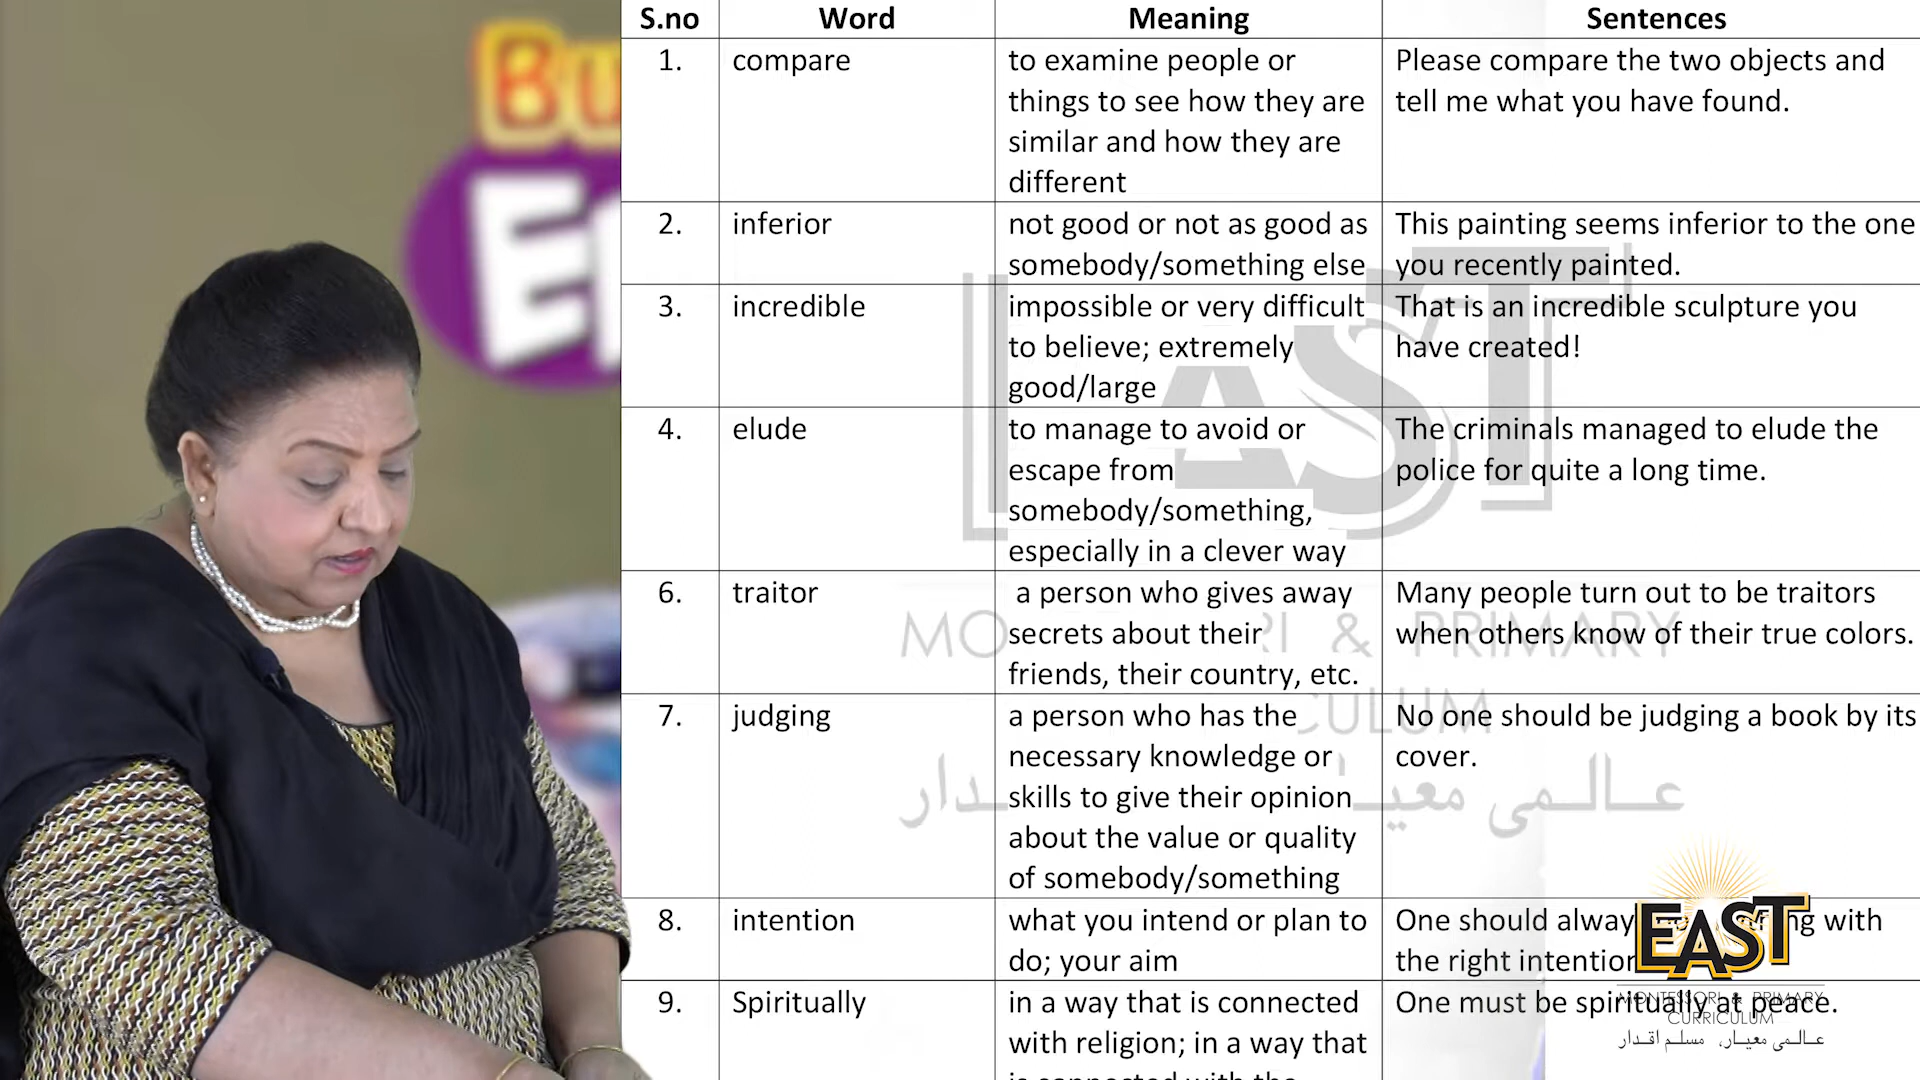 S.no Word Meaning Sentences
1. compare to examine people or Please compare the two objects and
things to see how they are tell me what you have found.
similar and how they are
different
2. inferior not good or not as good as This painting seems inferior to the one
somebody/something else you recently painted.
3. incredible impossible or very difficult That is an incredible sculpture you
to believe; extremely have created!
good/large
4. elude to manage to avoid or The criminals managed to elude the
escape from police for quite a long time.
somebody/something,
especially in a clever way
6. traitor a person who gives away Many people turn out to be traitors
secrets about their when others know of their true colors.
friends, their country, etc.
7. judging a person who has the No one should be judging a book by its
necessary knowledge or cover.
skills to give their opinion
about the value or quality
of somebody/something
8. intention what you intend or plan to One should with
do; your aim the right intention
9. Spiritually in a way that is connected One must be spiritually at peace.
with religion; in a way that
EAST
& PRIMARY
EAST
MONTESSORI & PRIMARY
CURRICULUM
عالمی معیار، مسلم اقدار